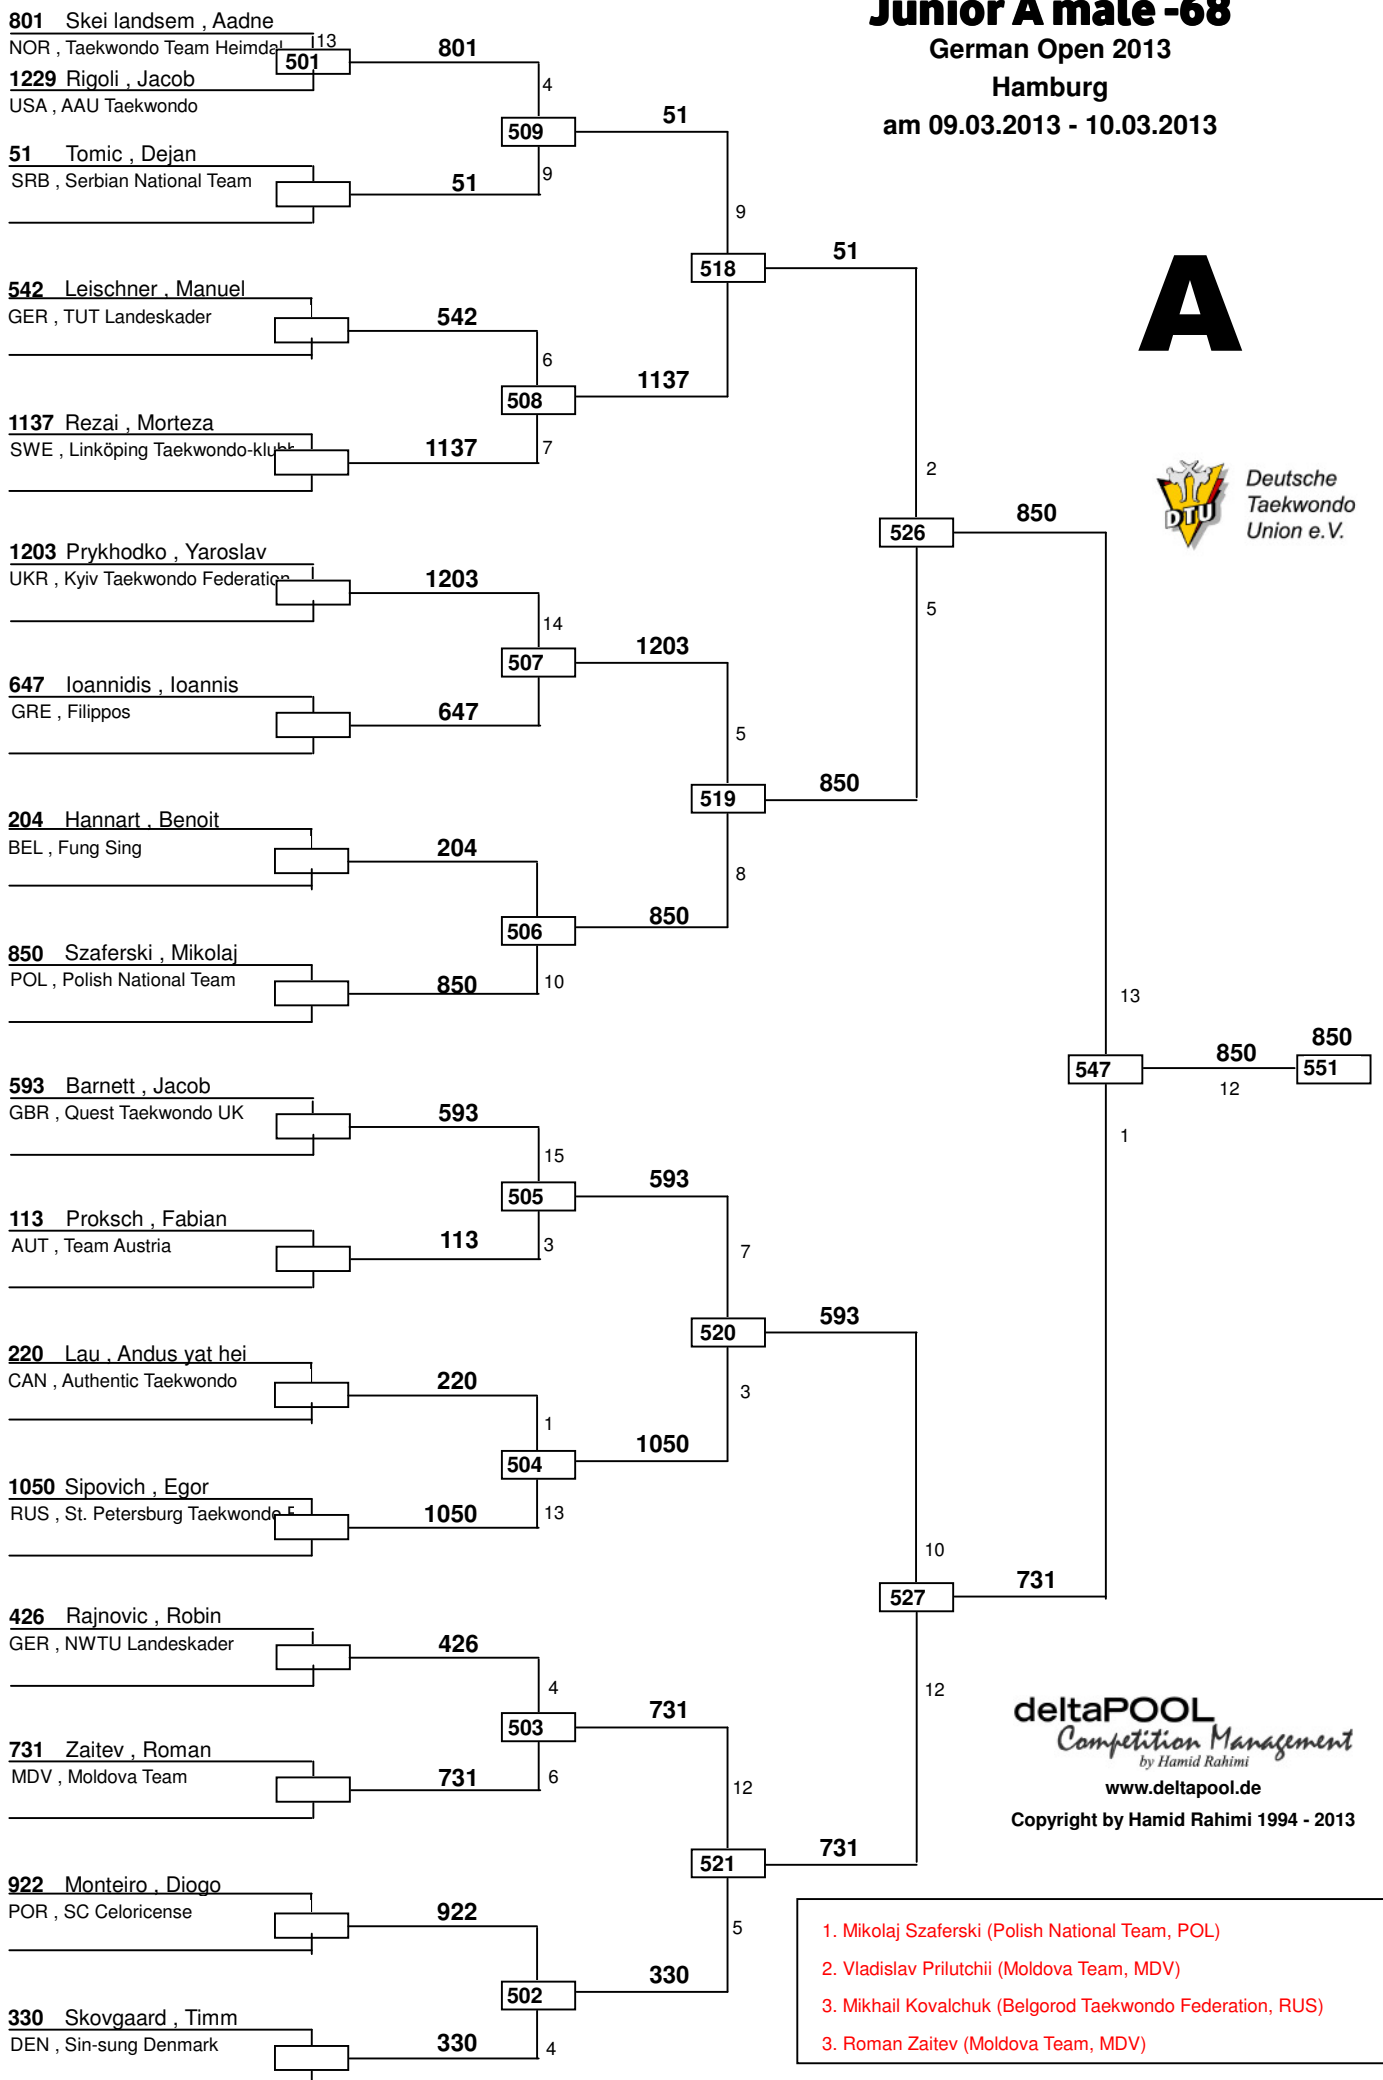 Junior A male -68
German Open 2013
Hamburg
am 09.03.2013 - 10.03.2013
A
Deutsche
Taekwondo
Union e.V.
DTU
801 Skei landsem , Aadne
NOR , Taekwondo Team Heimdal
13
501
801
1229 Rigoli , Jacob
USA , AAU Taekwondo
4
509
51
51 Tomic , Dejan
SRB , Serbian National Team
51
9
9
518
51
542 Leischner , Manuel
GER , TUT Landeskader
542
6
508
1137
1137 Rezai , Morteza
SWE , Linköping Taekwondo-klubb
1137
7
2
526
850
1203 Prykhodko , Yaroslav
UKR , Kyiv Taekwondo Federation
1203
14
5
507
1203
647 Ioannidis , Ioannis
GRE , Filippos
647
5
519
850
204 Hannart , Benoit
BEL , Fung Sing
204
8
506
850
850 Szaferski , Mikolaj
POL , Polish National Team
850
10
13
547
850
12
850
551
1
593 Barnett , Jacob
GBR , Quest Taekwondo UK
593
15
505
593
113 Proksch , Fabian
AUT , Team Austria
113
3
7
520
593
220 Lau , Andus yat hei
CAN , Authentic Taekwondo
220
3
1
504
1050
1050 Sipovich , Egor
RUS , St. Petersburg Taekwondo F
1050
13
10
527
731
426 Rajnovic , Robin
GER , NWTU Landeskader
426
4
12
503
731
731 Zaitev , Roman
MDV , Moldova Team
731
6
12
521
731
922 Monteiro , Diogo
POR , SC Celoricense
922
5
502
330
330 Skovgaard , Timm
DEN , Sin-sung Denmark
330
4
deltaPOOL
Competition Management
by Hamid Rahimi
www.deltapool.de
Copyright by Hamid Rahimi 1994 - 2013
1. Mikolaj Szaferski (Polish National Team, POL)
2. Vladislav Prilutchii (Moldova Team, MDV)
3. Mikhail Kovalchuk (Belgorod Taekwondo Federation, RUS)
3. Roman Zaitev (Moldova Team, MDV)